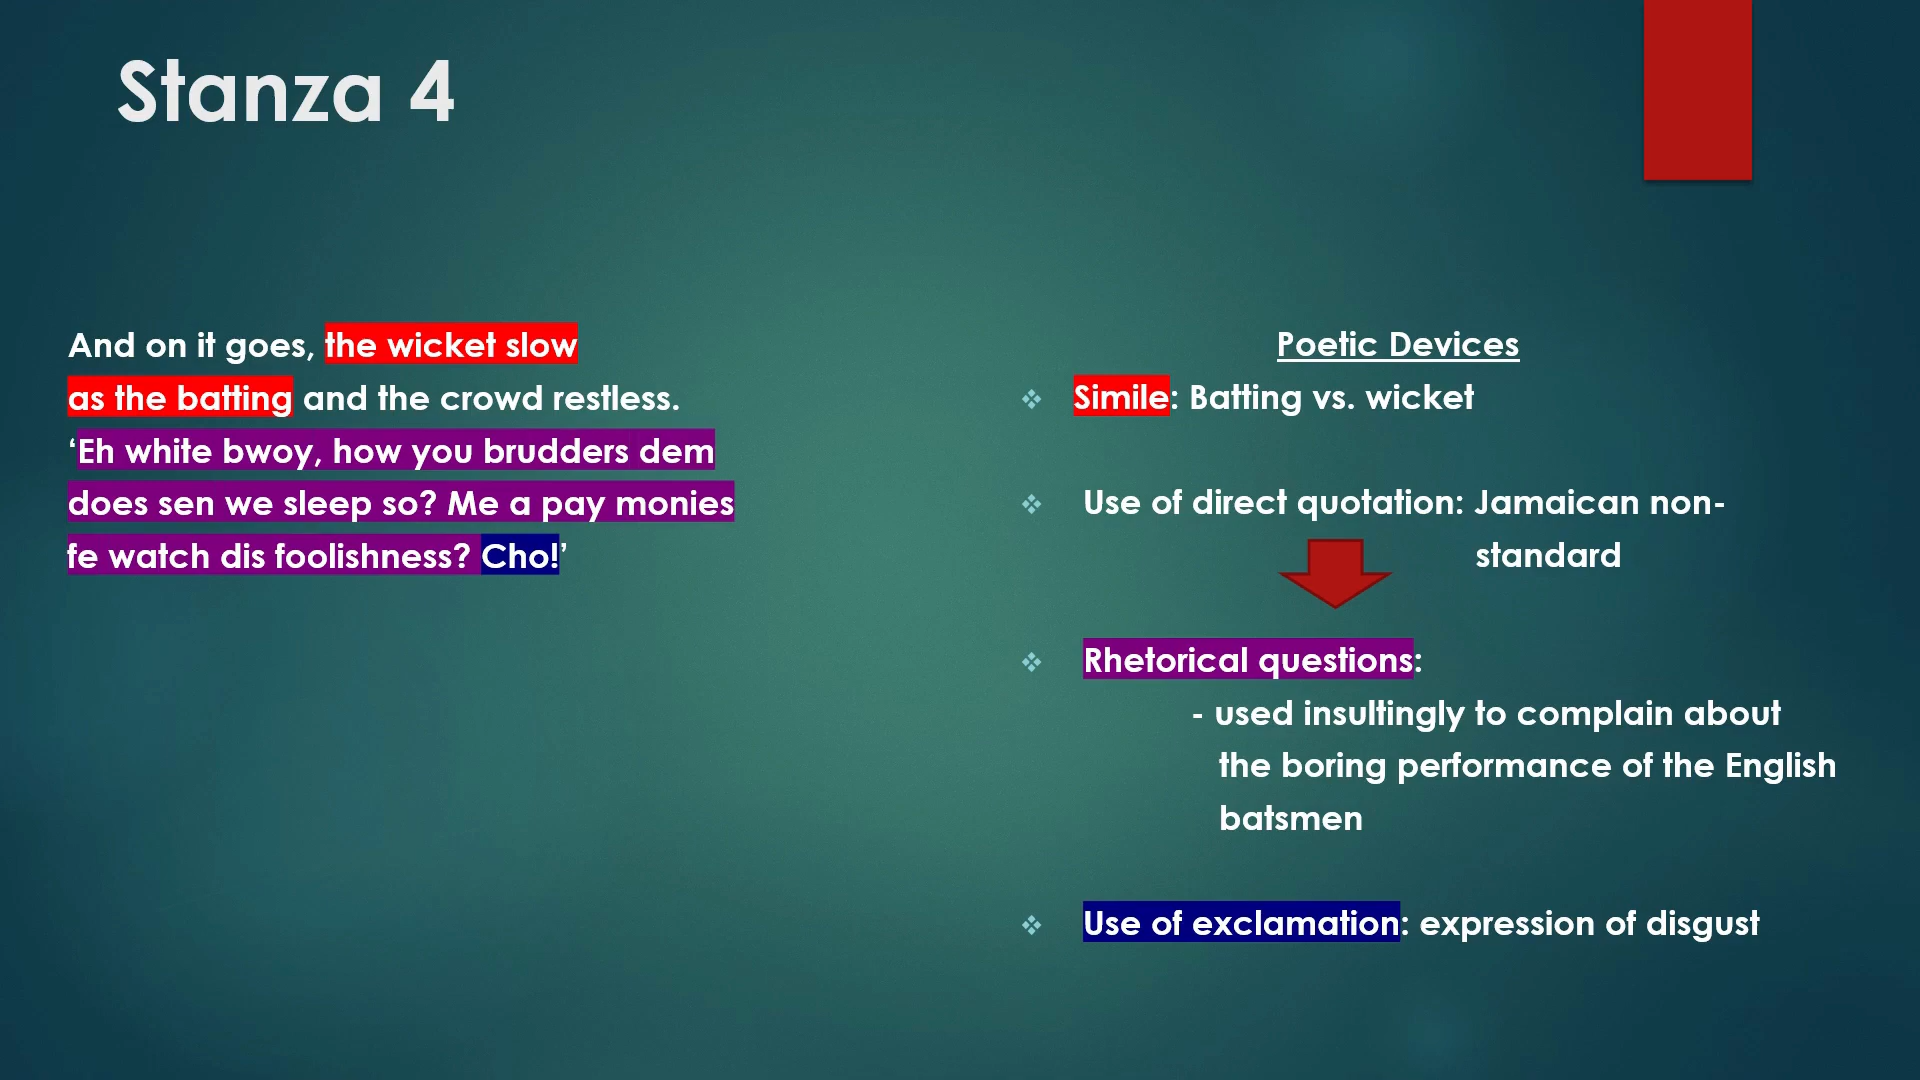 Stanza 4
And on it goes, the wicket slow
as the batting and the crowd restless.
‘Eh white bwoy, how you brudders dem
does sen we sleep so? Me a pay monies
fe watch dis foolishness? Cho!’
Poetic Devices
Simile: Batting vs. wicket
Use of direct quotation: Jamaican non-
standard
Rhetorical questions:
- used insultingly to complain about
the boring performance of the English
batsmen
Use of exclamation: expression of disgust